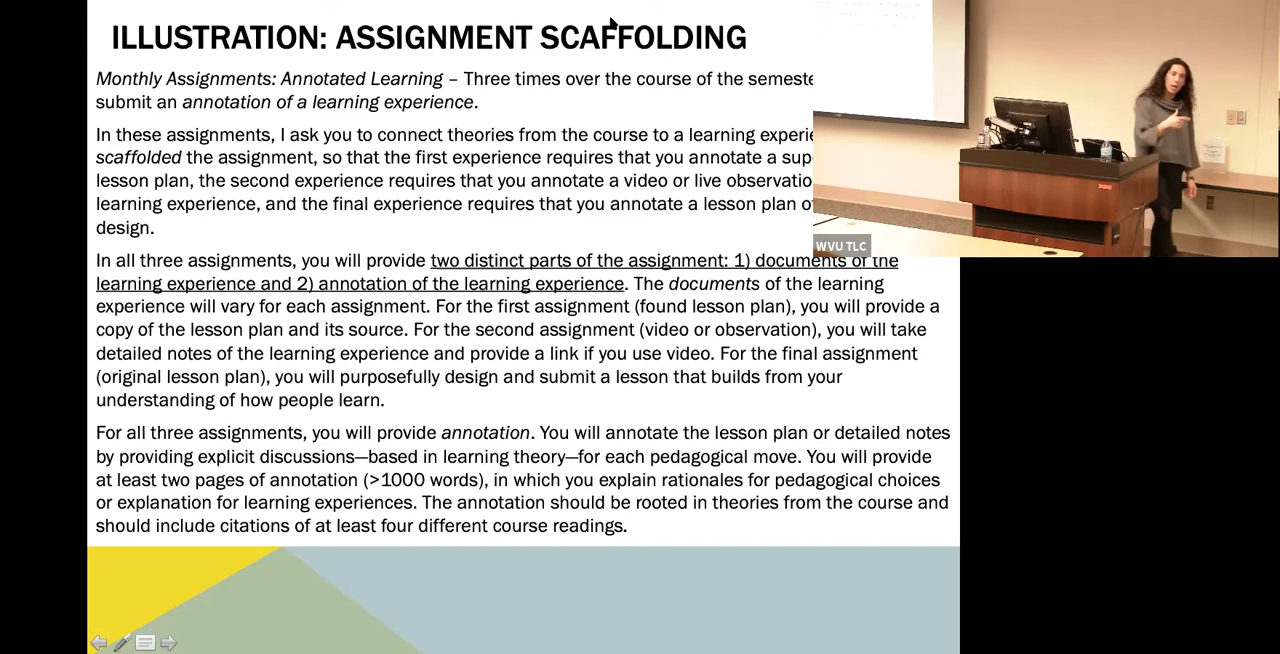 ILLUSTRATION: ASSIGNMENT SCAFFOLDING
Monthly Assignments: Annotated Learning – Three times over the course of the
submit an annotation of a learning experience.
In these assignments, I ask you to connect theories from the course to a learning
scaffolded the assignment, so that the first experience requires that you annotate a
lesson plan, the second experience requires that you annotate a video or live
learning experience, and the final experience requires that you annotate a lesson plan
design.
In all three assignments, you will provide two distinct parts of the assignment: 1) documents of the
learning experience and 2) annotation of the learning experience. The documents of the learning
experience will vary for each assignment. For the first assignment (found lesson plan), you will provide a
copy of the lesson plan and its source. For the second assignment (video or observation), you will take
detailed notes of the learning experience and provide a link if you use video. For the final assignment
(original lesson plan), you will purposefully design and submit a lesson that builds from your
understanding of how people learn.
For all three assignments, you will provide annotation. You will annotate the lesson plan or detailed notes
by providing explicit discussions—based in learning theory—for each pedagogical move. You will provide
at least two pages of annotation (>1000 words), in which you explain rationales for pedagogical choices
or explanation for learning experiences. The annotation should be rooted in theories from the course and
should include citations of at least four different course readings.
WVU TLC